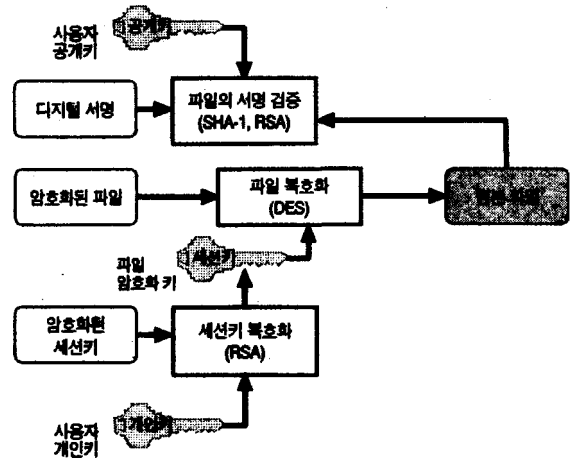 사용자
공개키
공개키
디지털 서명
파일의 서명 검증
(SHA-1, RSA)
암호화된 파일
파일 복호화
(DES)
파일
암호화 키
세션키
암호화된
세션키
세션키 복호화
(RSA)
사용자
개인키
개인키